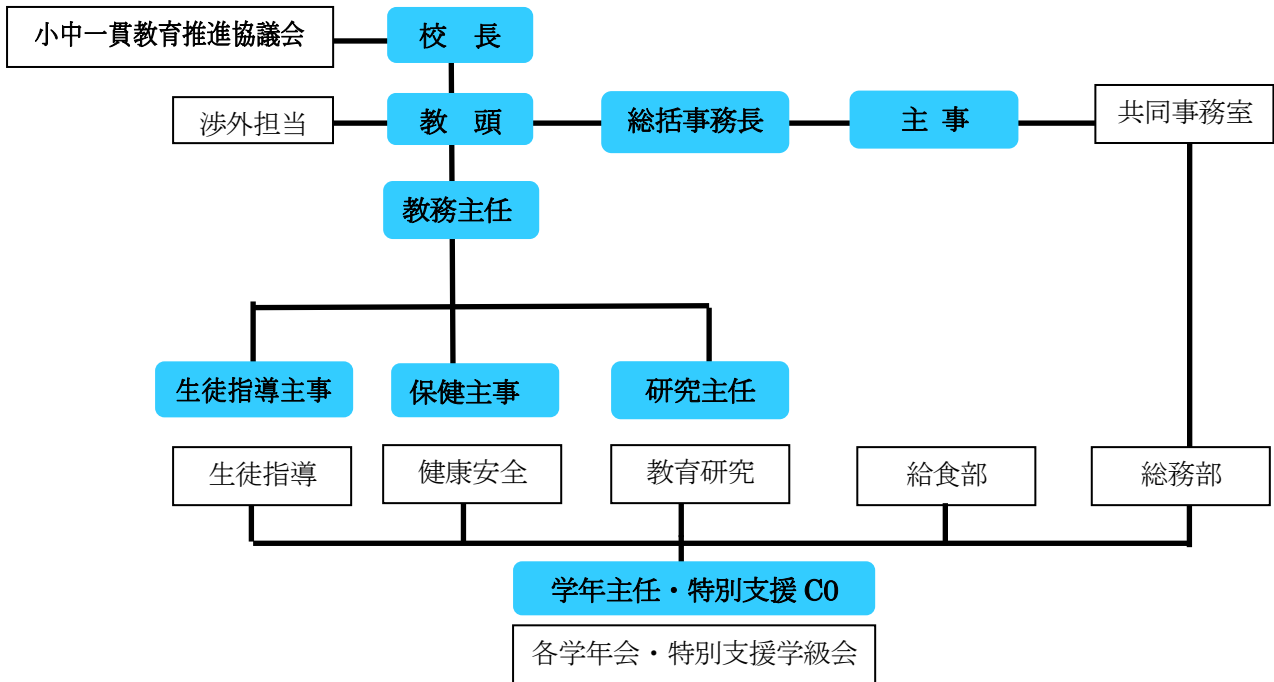 小中一貫教育推進協議会
校　長
渉外担当
教　頭
総括事務長
主 事
共同事務室
教務主任
生徒指導主事
保健主事
研究主任
生徒指導
健康安全
教育研究
給食部
総務部
学年主任・特別支援 C0
各学年会・特別支援学級会